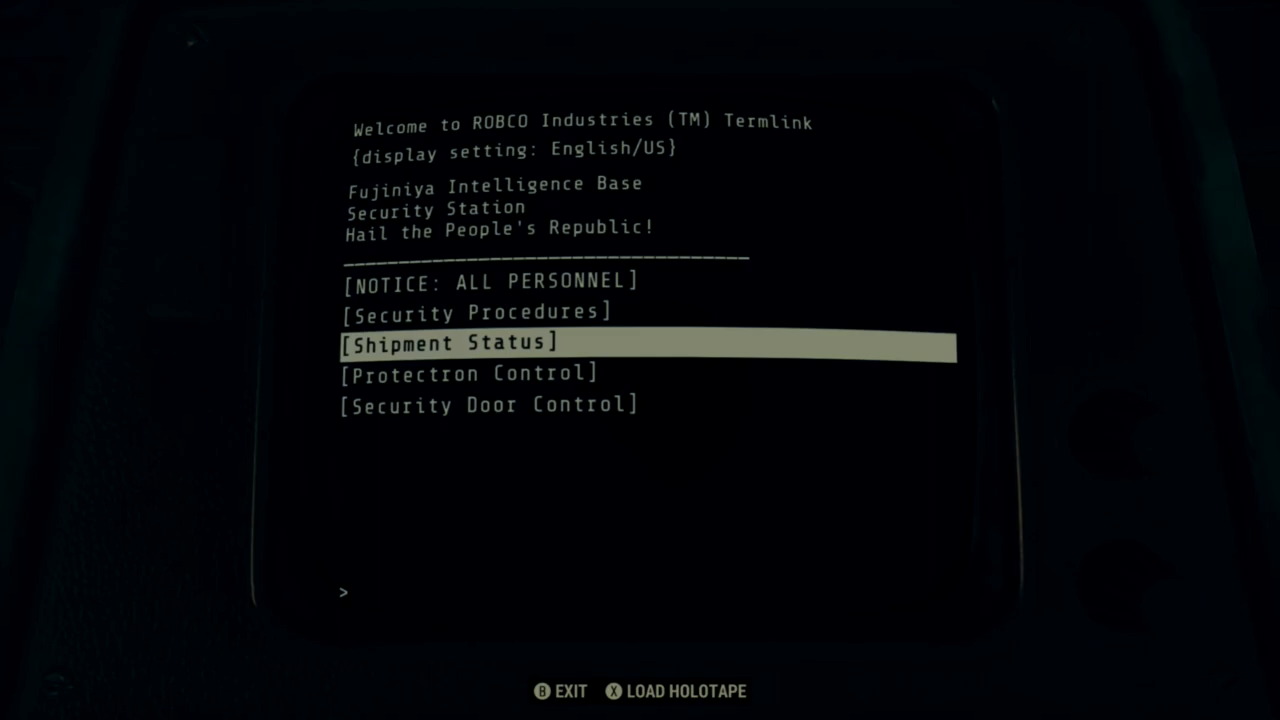 Welcome to ROBCO Industries (TM) Termlink
{display setting: English/US}
Fujiniya Intelligence Base
Security Station
Hail the People's Republic!
[NOTICE: ALL PERSONNEL]
[Security Procedures]
[Shipment Status]
[Protectron Control]
[Security Door Control]
>
B EXIT X LOAD HOLOTAPE